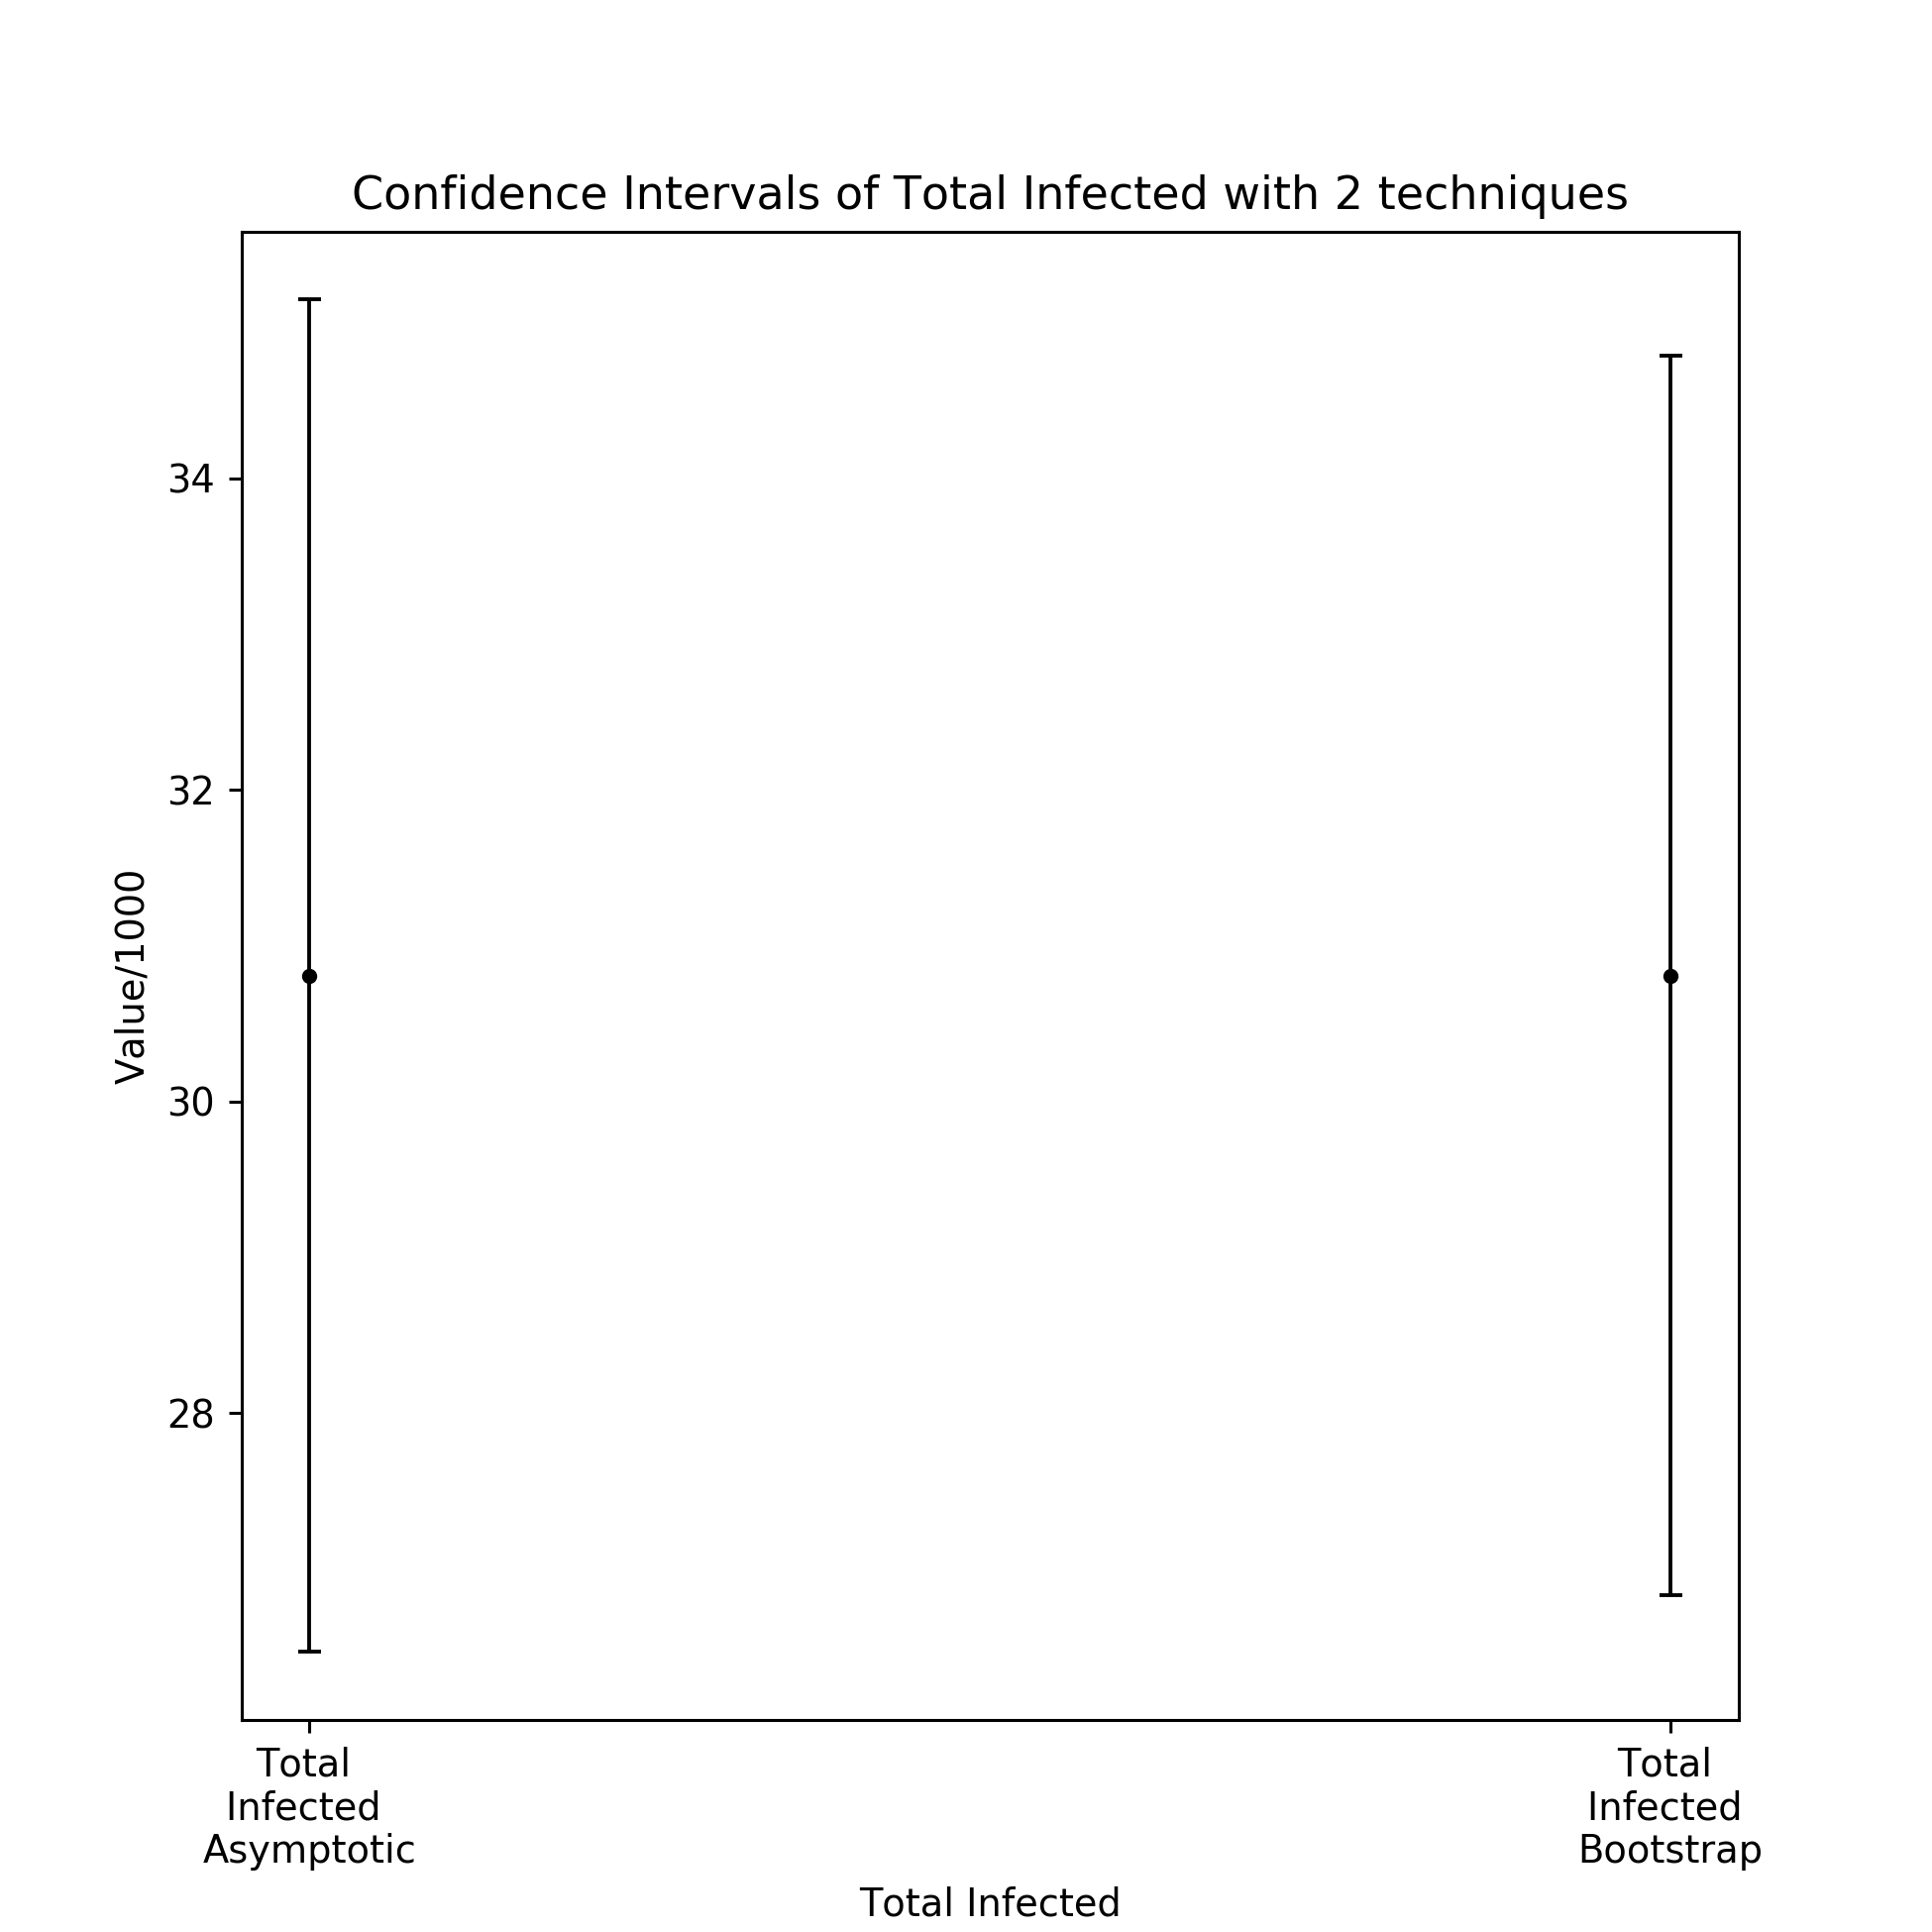 Confidence Intervals of Total Infected with 2 techniques
34
32
30
28
Value/1000
Total
Infected
Asymptotic
Total
Infected
Bootstrap
Total Infected